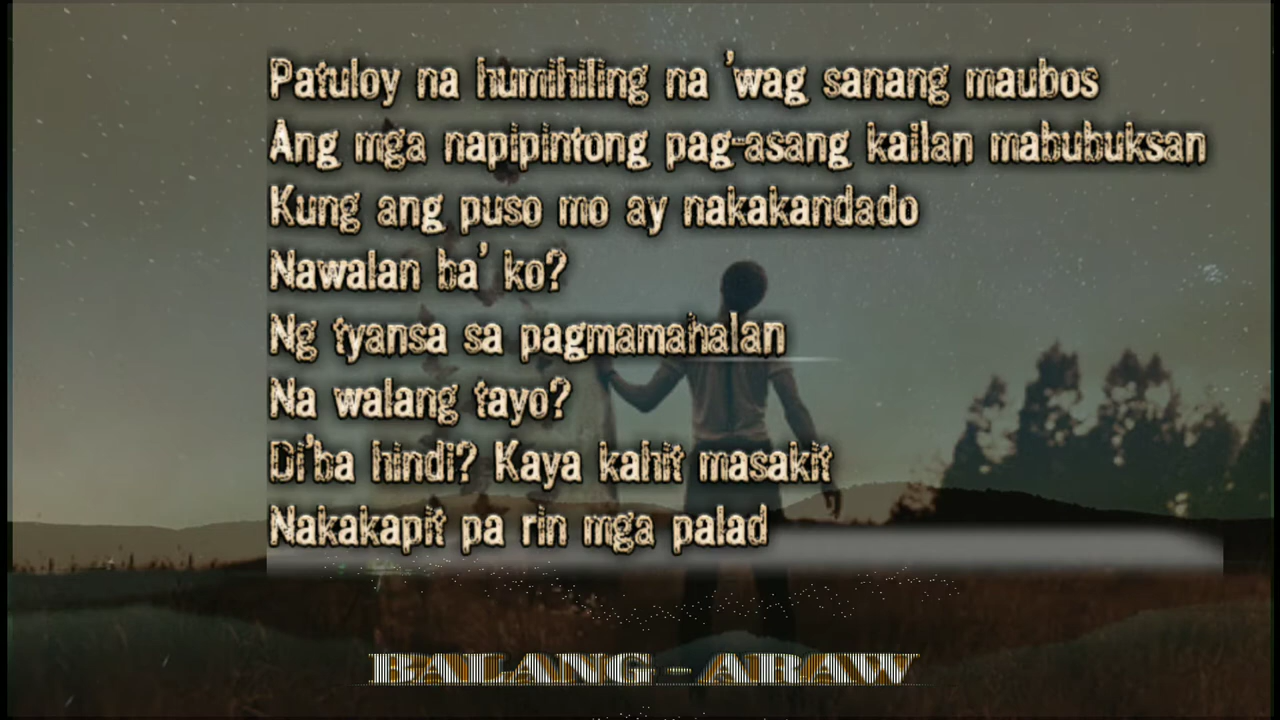 Patuloy na humihiling na 'wag sanang maubos
Ang mga napipintong pag-asang kailan mabubuksan
Kung ang puso mo ay nakakandado
Nawalan ba' ko?
Ng tyansa sa pagmamahalan
Na walang tayo?
Di'ba hindi? Kaya kahit masakit
Nakakapit pa rin mga palad
BALANG - ARAW